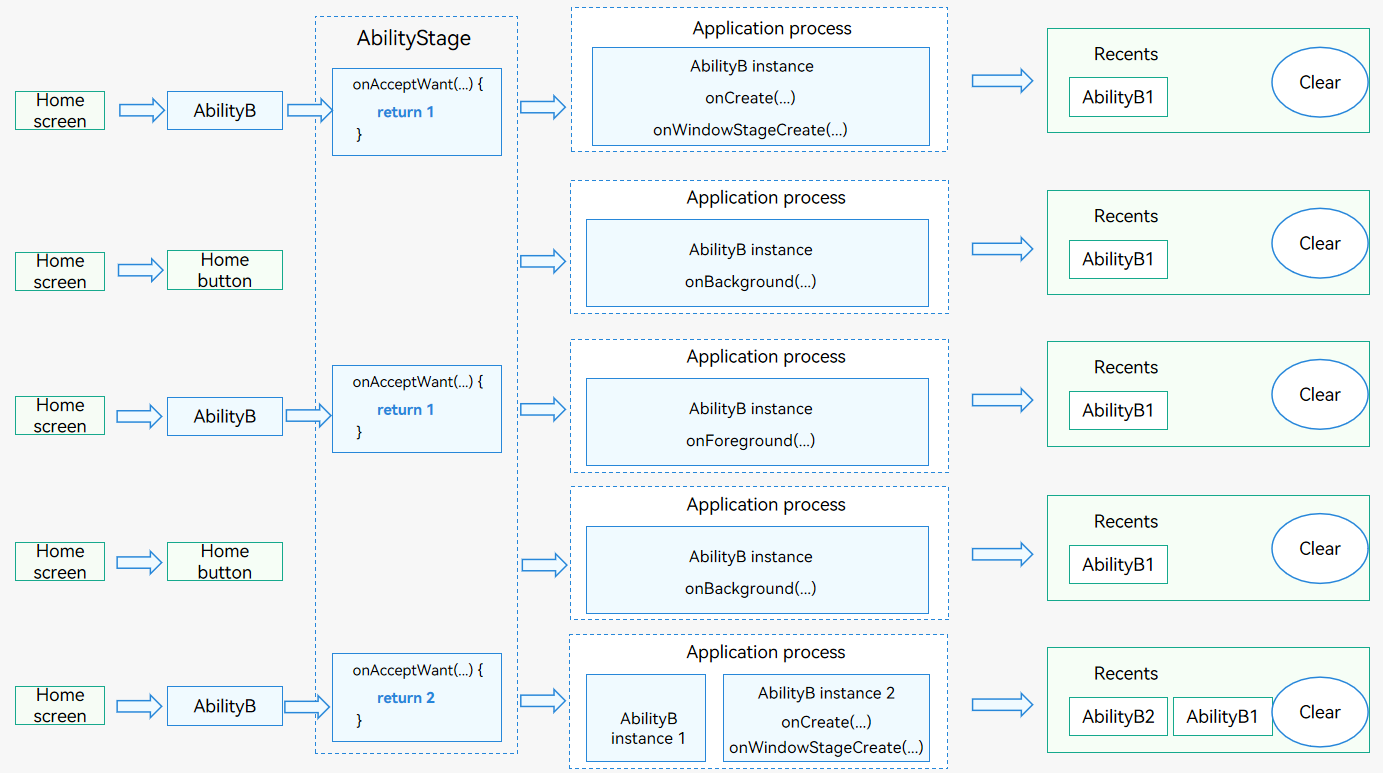 AbilityStage
Home
screen
AbilityB
onAcceptWant(...) {
return 1
}
Application process
AbilityB instance
onCreate(...)
onWindowStageCreate(...)
Recents
AbilityB1
Clear
Home
screen
Home
button
Application process
AbilityB instance
onBackground(...)
Recents
AbilityB1
Clear
Home
screen
AbilityB
onAcceptWant(...) {
return 1
}
Application process
AbilityB instance
onForeground(...)
Recents
AbilityB1
Clear
Home
screen
Home
button
Application process
AbilityB instance
onBackground(...)
Recents
AbilityB1
Clear
Home
screen
AbilityB
onAcceptWant(...) {
return 2
}
Application process
AbilityB
instance 1
AbilityB instance 2
onCreate(...)
onWindowStageCreate(...)
Recents
AbilityB2
AbilityB1
Clear